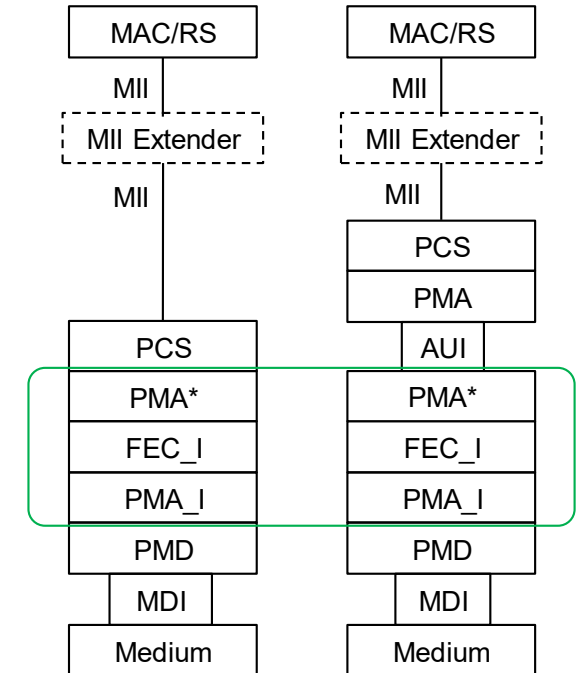 MAC/RS
MII
MII Extender
MII
PCS
PMA*
FEC_I
PMA_I
PMD
MDI
Medium
MAC/RS
MII
MII Extender
MII
PCS
PMA
AUI
PMA*
FEC_I
PMA_I
PMD
MDI
Medium